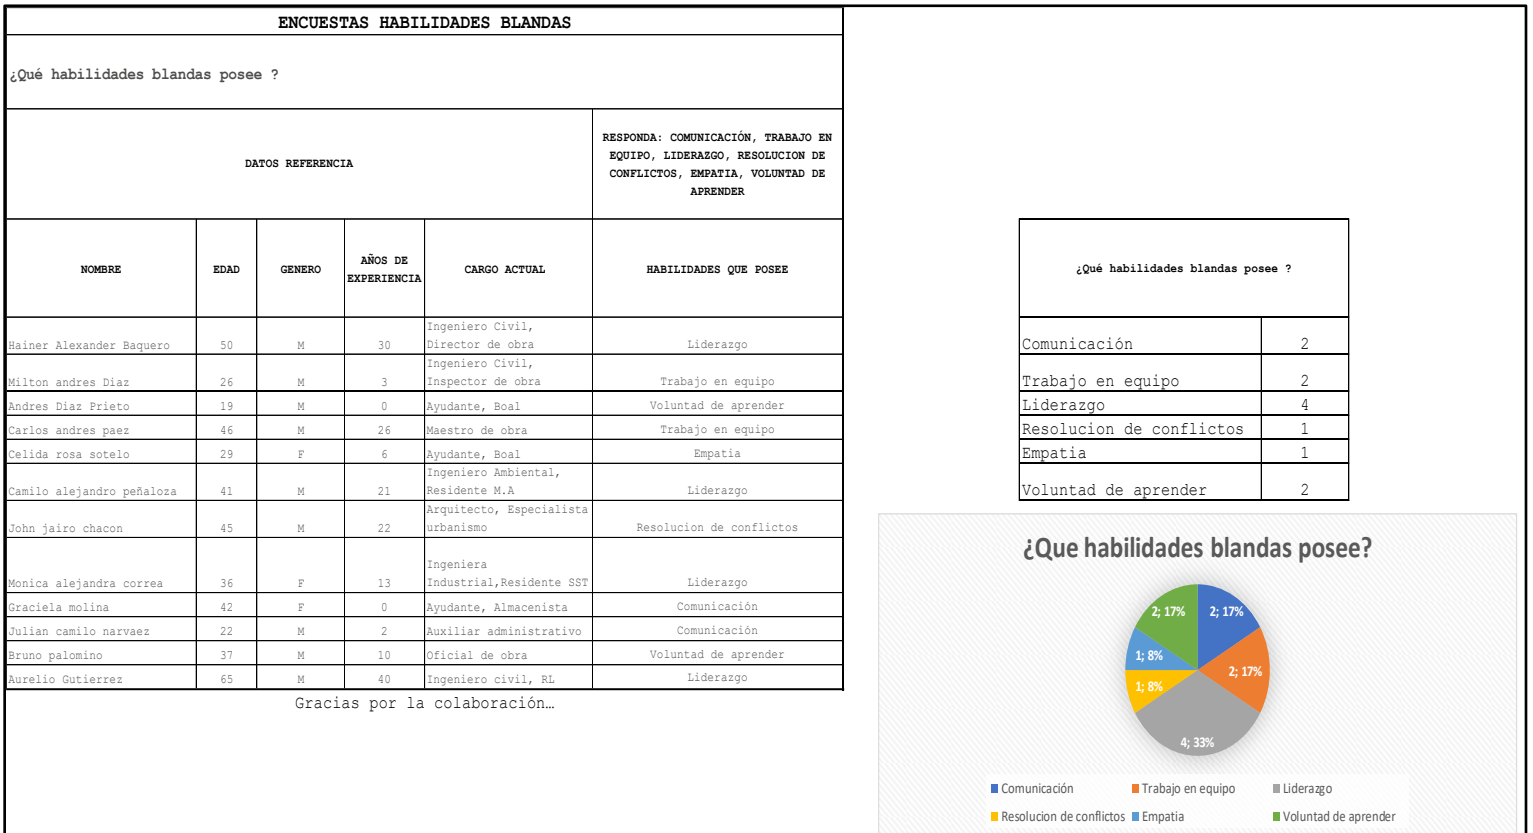 ENCUESTAS HABILIDADES BLANDAS
¿Qué habilidades blandas posee ?
DATOS REFERENCIA
RESPONDA: COMUNICACIÓN, TRABAJO EN
EQUIPO, LIDERAZGO, RESOLUCION DE
CONFLICTOS, EMPATIA, VOLUNTAD DE
APRENDER
NOMBRE EDAD GENERO AÑOS DE EXPERIENCIA CARGO ACTUAL HABILIDADES QUE POSEE
Hainer Alexander Baquero 50 M 30 Ingeniero Civil, Director de obra Liderazgo
Milton andres Diaz 26 M 3 Ingeniero Civil, Inspector de obra Trabajo en equipo
Andres Diaz Prieto 19 M 0 Ayudante, Boal Voluntad de aprender
Carlos andres paez 46 M 26 Maestro de obra Trabajo en equipo
Celida rosa sotelo 29 F 6 Ayudante, Boal Empatia
Camilo alejandro peñaloza 41 M 21 Ingeniero Ambiental, Residente M.A Liderazgo
John jairo chacon 45 M 22 Arquitecto, Especialista urbanismo Resolucion de conflictos
Monica alejandra correa 36 F 13 Ingeniera Industrial,Residente SST Liderazgo
Graciela molina 42 F 0 Ayudante, Almacenista Comunicación
Julian camilo narvaez 22 M 2 Auxiliar administrativo Comunicación
Bruno palomino 37 M 10 Oficial de obra Voluntad de aprender
Aurelio Gutierrez 65 M 40 Ingeniero civil, RL Liderazgo
Gracias por la colaboración…
¿Qué habilidades blandas posee ?
Comunicación 2
Trabajo en equipo 2
Liderazgo 4
Resolucion de conflictos 1
Empatia 1
Voluntad de aprender 2
¿Que habilidades blandas posee?
2; 17% 2; 17%
1; 8%
2; 17%
1; 8%
4; 33%
Comunicación Trabajo en equipo Liderazgo
Resolucion de conflictos Empatia Voluntad de aprender